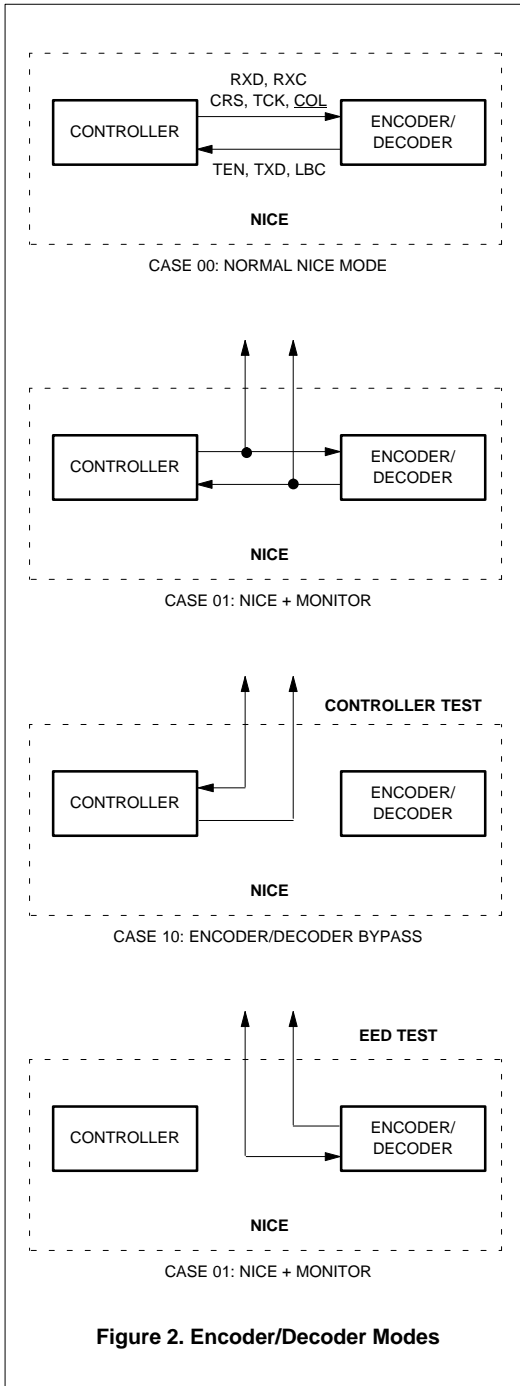 RXD, RXC
CRS, TCK, COL
CONTROLLER
ENCODER/
DECODER
TEN, TXD, LBC
NICE
CASE 00: NORMAL NICE MODE
CONTROLLER
ENCODER/
DECODER
NICE
CASE 01: NICE + MONITOR
CONTROLLER TEST
CONTROLLER
ENCODER/
DECODER
NICE
CASE 10: ENCODER/DECODER BYPASS
EED TEST
CONTROLLER
ENCODER/
DECODER
NICE
CASE 01: NICE + MONITOR
Figure 2. Encoder/Decoder Modes